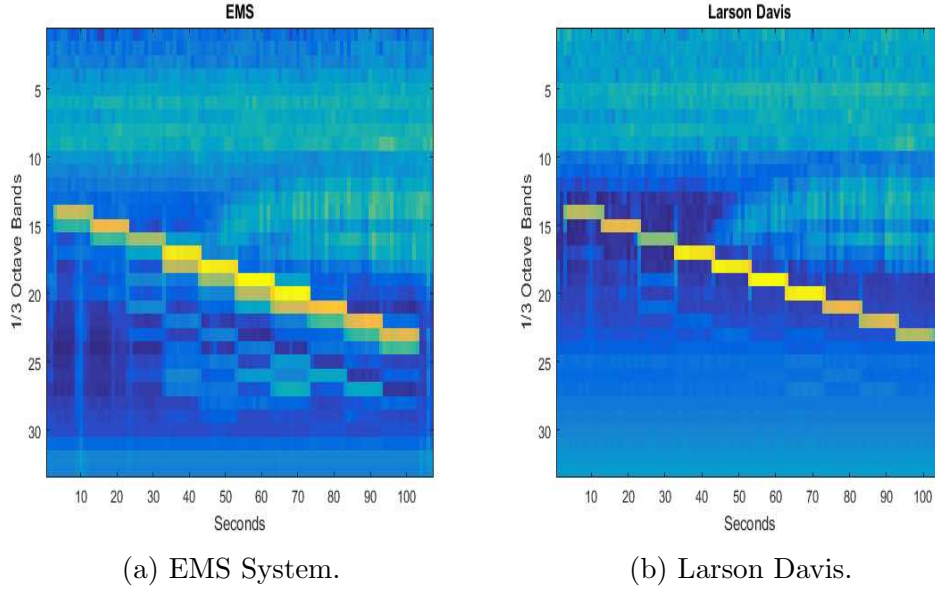 EMS
1/3 Octave Bands
5
10
15
20
25
30
10 20 30 40 50 60 70 80 90 100
Seconds
(a) EMS System.
Larson Davis
1/3 Octave Bands
5
10
15
20
25
30
10 20 30 40 50 60 70 80 90 100
Seconds
(b) Larson Davis.